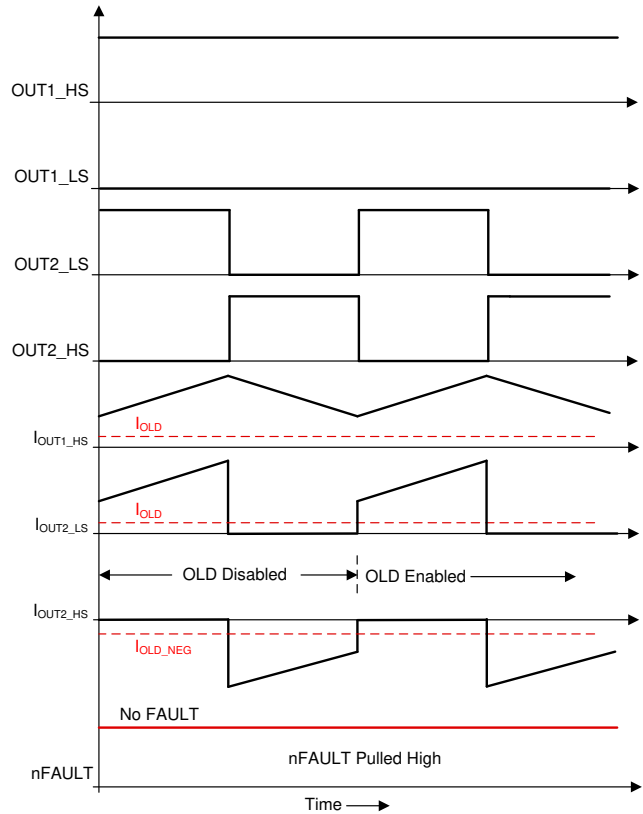 OUT1_HS
OUT1_LS
OUT2_LS
OUT2_HS
IOLD
IOUT1_HS
IOLD
IOUT2_LS
OLD Disabled
OLD Enabled
IOUT2_HS
IOLD_NEG
No FAULT
nFAULT Pulled High
nFAULT
Time